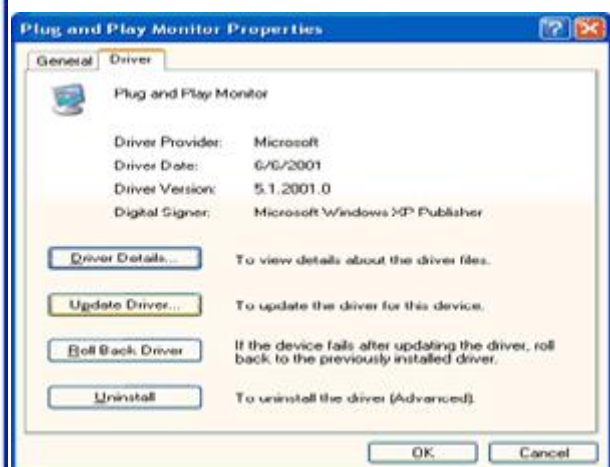 Plug and Play Monitor Properties
General Driver
Plug and Play Monitor
Driver Provider: Microsoft
Driver Date: 6/6/2001
Driver Version: 5.1.2001.0
Digital Signer: Microsoft Windows XP Publisher
Driver Details... To view details about the driver files.
Update Driver... To update the driver for this device.
Roll Back Driver If the device fails after updating the driver, roll
back to the previously installed driver.
Uninstall To uninstall the driver (Advanced).
OK Cancel